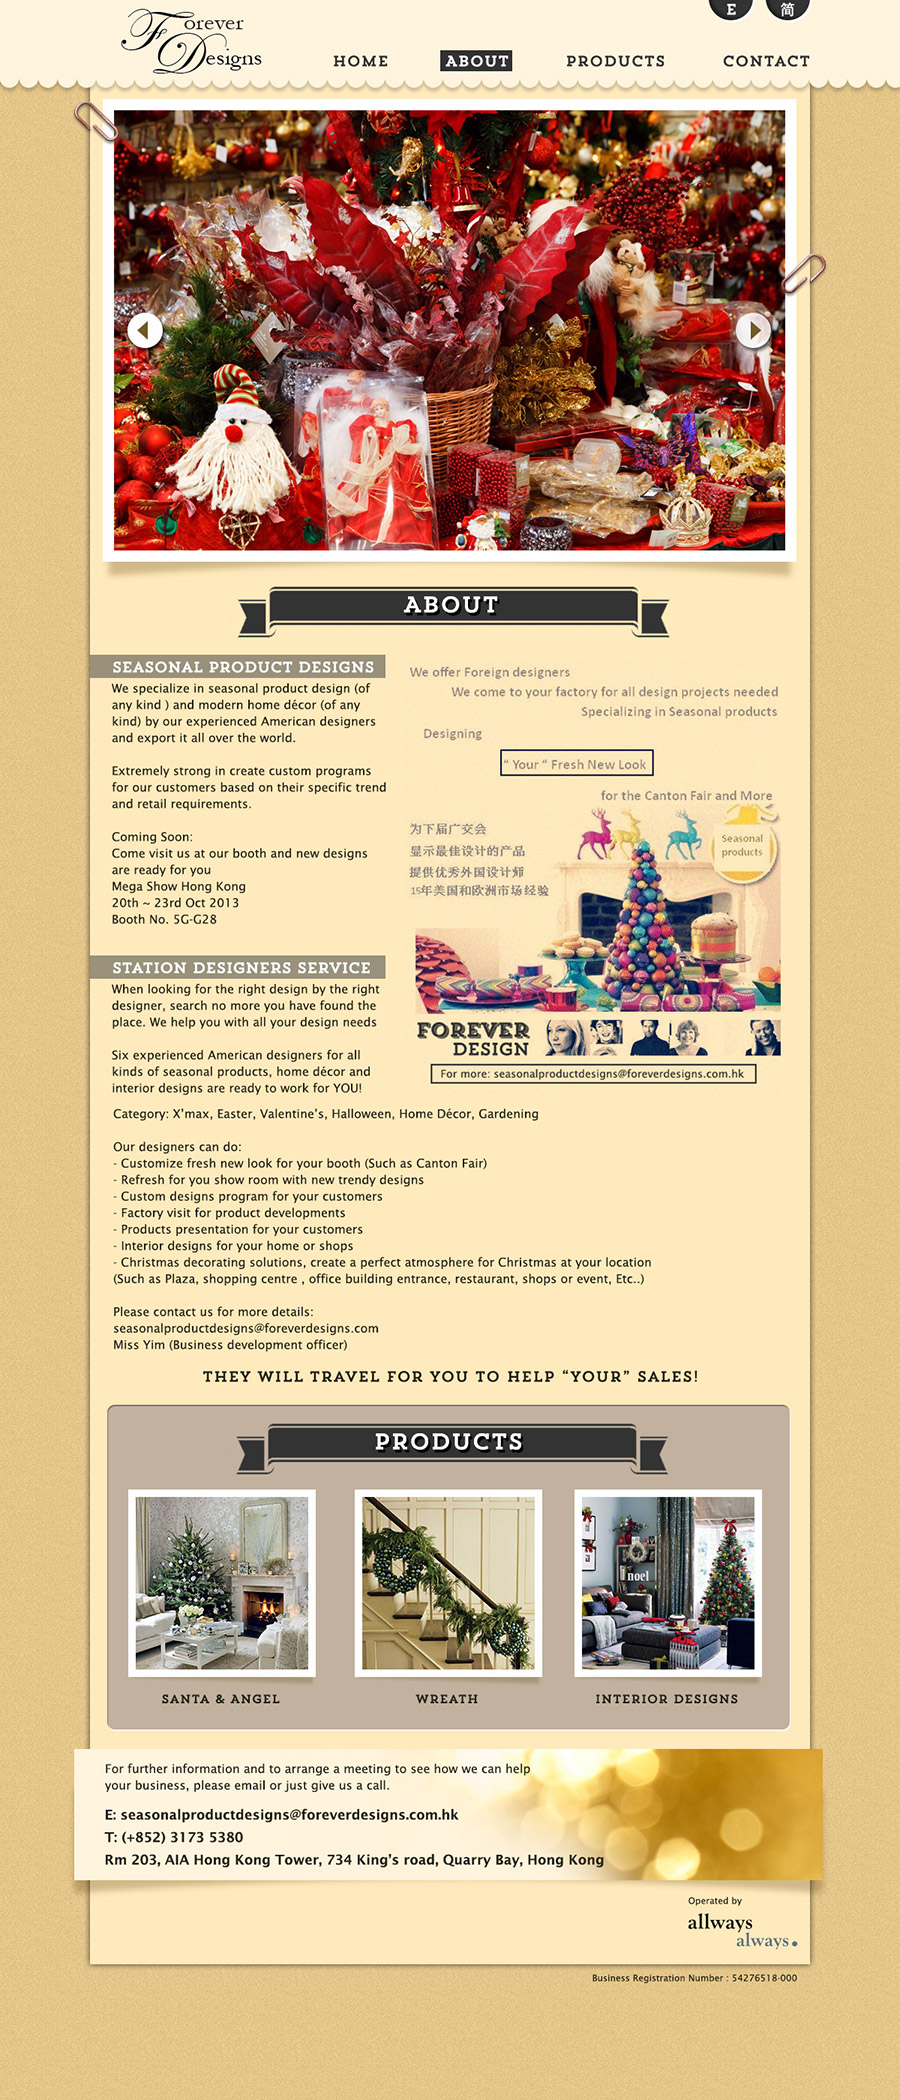 E
简
Forever
Designs
HOME
ABOUT
PRODUCTS
CONTACT
ABOUT
SEASONAL PRODUCT DESIGNS
We specialize in seasonal product design (of
any kind ) and modern home décor (of any
kind) by our experienced American designers
and export it all over the world.
Extremely strong in create custom programs
for our customers based on their specific trend
and retail requirements.
Coming Soon:
Come visit us at our booth and new designs
are ready for you
Mega Show Hong Kong
20th ~ 23rd Oct 2013
Booth No. 5G-G28
STATION DESIGNERS SERVICE
When looking for the right design by the right
designer, search no more you have found the
place. We help you with all your design needs
Six experienced American designers for all
kinds of seasonal products, home décor and
interior designs are ready to work for YOU!
We offer Foreign designers
We come to your factory for all design projects needed
Specializing in Seasonal products
Designing
“ Your “ Fresh New Look
for the Canton Fair and More
为下届广交会
显示最佳设计的产品
提供优秀外国设计师
15年美国和欧洲市场经验
Seasonal
products
FOREVER
DESIGN
For more: seasonalproductdesigns@foreverdesigns.com.hk
Category: X’max, Easter, Valentine’s, Halloween, Home Décor, Gardening
Our designers can do:
- Customize fresh new look for your booth (Such as Canton Fair)
- Refresh for you show room with new trendy designs
- Custom designs program for your customers
- Factory visit for product developments
- Products presentation for your customers
- Interior designs for your home or shops
- Christmas decorating solutions, create a perfect atmosphere for Christmas at your location
(Such as Plaza, shopping centre , office building entrance, restaurant, shops or event, Etc..)
Please contact us for more details:
seasonalproductdesigns@foreverdesigns.com
Miss Yim (Business development officer)
THEY WILL TRAVEL FOR YOU TO HELP “YOUR” SALES!
PRODUCTS
noel
SANTA & ANGEL
WREATH
INTERIOR DESIGNS
For further information and to arrange a meeting to see how we can help
your business, please email or just give us a call.
E: seasonalproductdesigns@foreverdesigns.com.hk
T: (+852) 3173 5380
Rm 203, AIA Hong Kong Tower, 734 King’s road, Quarry Bay, Hong Kong
Operated by
allways
always.
Business Registration Number : 54276518-000